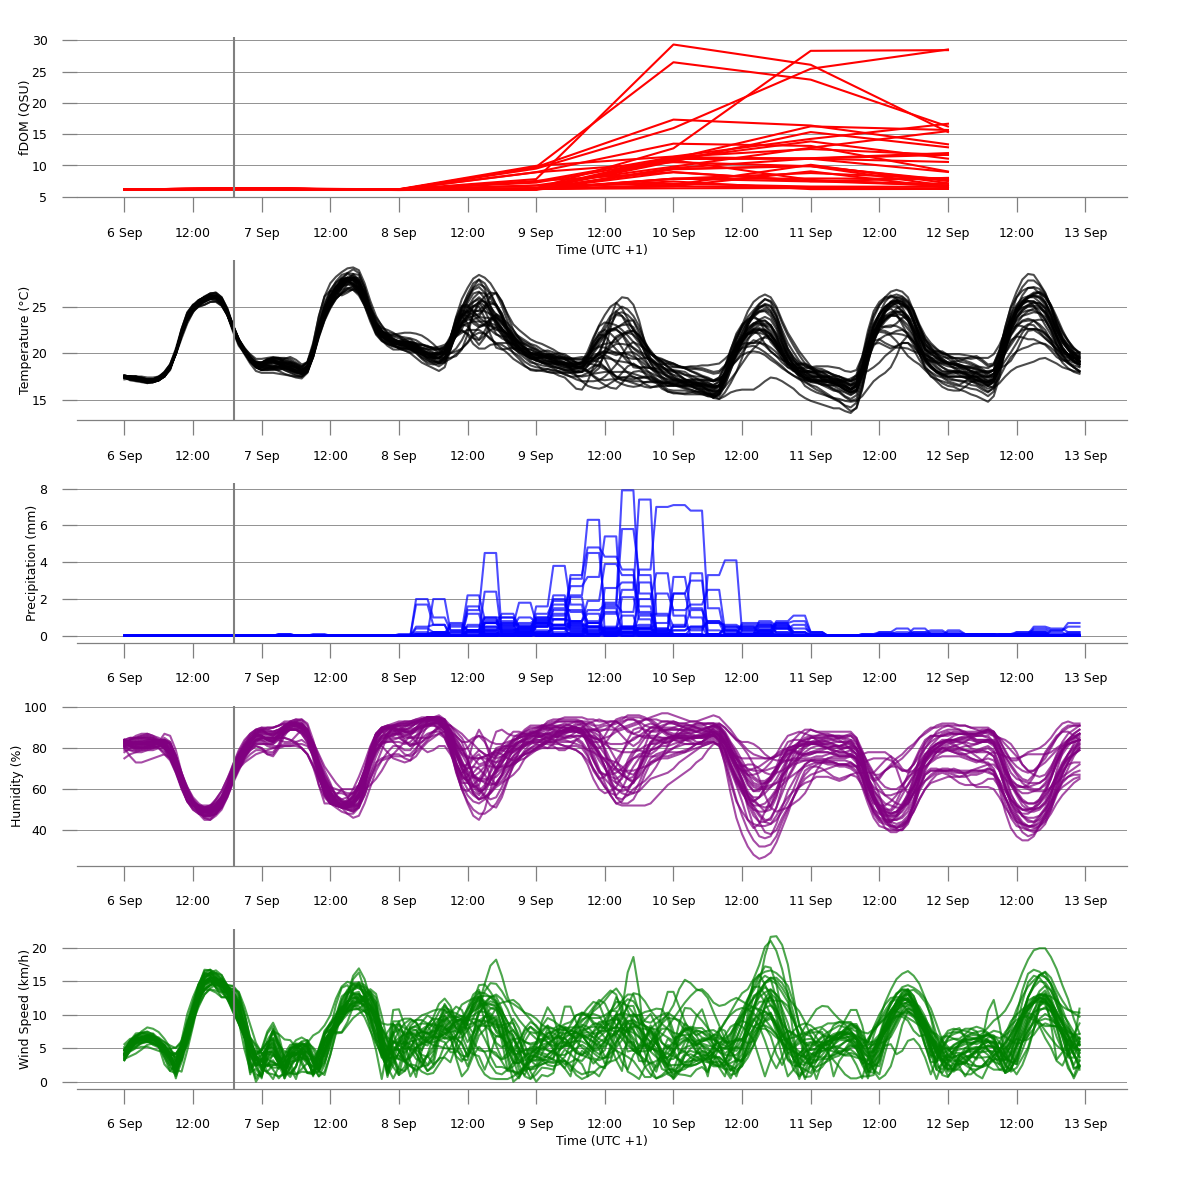 30
25
20
15
10
5
fDOM (QSU)
6 Sep 12:00 7 Sep 12:00 8 Sep 12:00 9 Sep 12:00 10 Sep 12:00 11 Sep 12:00 12 Sep 12:00 13 Sep
Time (UTC +1)
25
20
15
Temperature (°C)
6 Sep 12:00 7 Sep 12:00 8 Sep 12:00 9 Sep 12:00 10 Sep 12:00 11 Sep 12:00 12 Sep 12:00 13 Sep
8
6
4
2
0
Precipitation (mm)
6 Sep 12:00 7 Sep 12:00 8 Sep 12:00 9 Sep 12:00 10 Sep 12:00 11 Sep 12:00 12 Sep 12:00 13 Sep
100
80
60
40
Humidity (%)
6 Sep 12:00 7 Sep 12:00 8 Sep 12:00 9 Sep 12:00 10 Sep 12:00 11 Sep 12:00 12 Sep 12:00 13 Sep
20
15
10
5
0
Wind Speed (km/h)
6 Sep 12:00 7 Sep 12:00 8 Sep 12:00 9 Sep 12:00 10 Sep 12:00 11 Sep 12:00 12 Sep 12:00 13 Sep
Time (UTC +1)